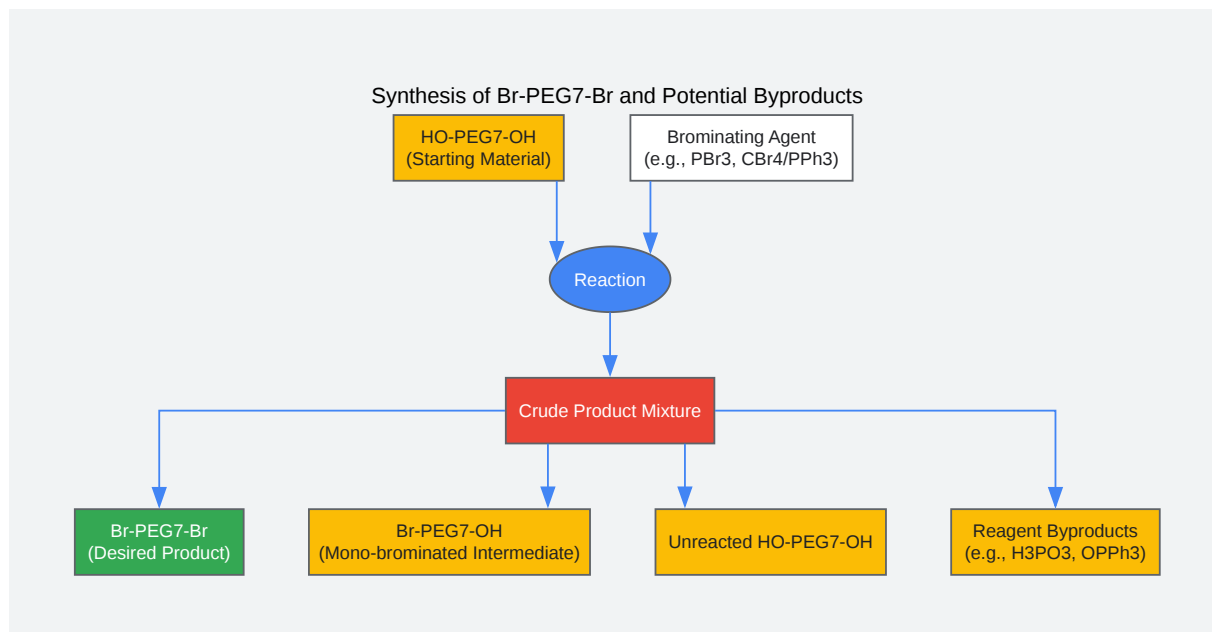 Synthesis of Br-PEG7-Br and Potential Byproducts
HO-PEG7-OH
(Starting Material)
Brominating Agent
(e.g., PBr3, CBr4/PPh3)
Reaction
Crude Product Mixture
Br-PEG7-Br
(Desired Product)
Br-PEG7-OH
(Mono-brominated Intermediate)
Unreacted HO-PEG7-OH
Reagent Byproducts
(e.g., H3PO3, OPPh3)